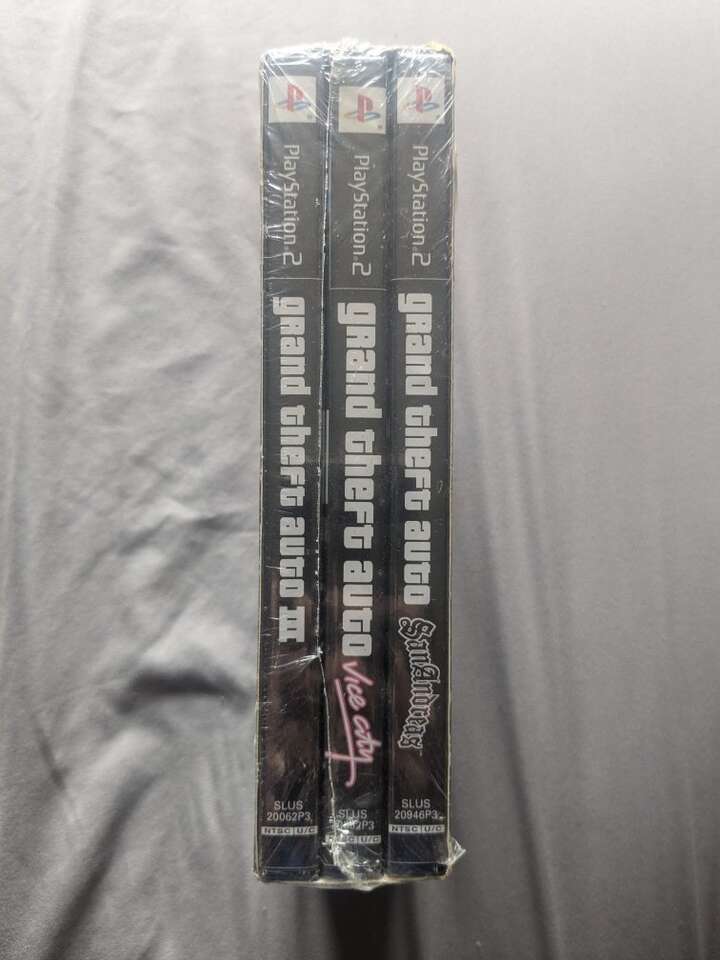 PlayStation 2
grand theft auto III
SLUS
20062P3
NTSC U/C
PlayStation 2
grand theft auto
vice city
SLUS
NTSC U/C
PlayStation 2
grand theft auto
San Andreas
SLUS
20946P3
NTSC U/C